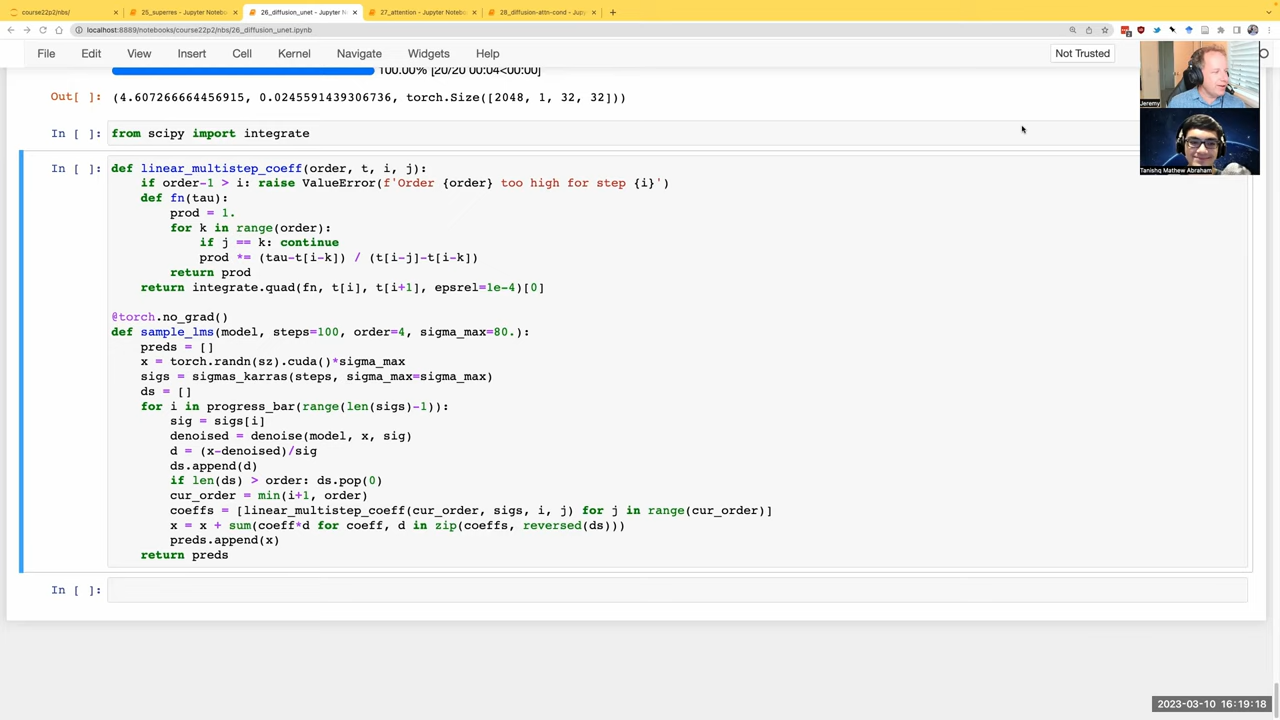 course22p2/nbs/
25_superres - Jupyter Notebo
26_diffusion_unet - Jupyter N
27_attention - Jupyter Notebo
28_diffusion-attn-cond - Jupy
localhost:8889/notebooks/course22p2/nbs/26_diffusion_unet.ipynb
File Edit View Insert Cell Kernel Navigate Widgets Help
Not Trusted
100.00% [20/20 00:04<00:00]
Out[ ]: (4.607266664456915, 0.0245591439306736, torch.Size([2048, 1, 32, 32]))
In [ ]: from scipy import integrate
In [ ]: def linear_multistep_coeff(order, t, i, j):
if order-1 > i: raise ValueError(f'Order {order} too high for step {i}')
def fn(tau):
prod = 1.
for k in range(order):
if j == k: continue
prod *= (tau-t[i-k]) / (t[i-j]-t[i-k])
return prod
return integrate.quad(fn, t[i], t[i+1], epsrel=1e-4)[0]
@torch.no_grad()
def sample_lms(model, steps=100, order=4, sigma_max=80.):
preds = []
x = torch.randn(sz).cuda()*sigma_max
sigs = sigmas_karras(steps, sigma_max=sigma_max)
ds = []
for i in progress_bar(range(len(sigs)-1)):
sig = sigs[i]
denoised = denoise(model, x, sig)
d = (x-denoised)/sig
ds.append(d)
if len(ds) > order: ds.pop(0)
cur_order = min(i+1, order)
coeffs = [linear_multistep_coeff(cur_order, sigs, i, j) for j in range(cur_order)]
x = x + sum(coeff*d for coeff, d in zip(coeffs, reversed(ds)))
preds.append(x)
return preds
In [ ]:
Jeremy
Tanishq Mathew Abraham
2023-03-10 16:19:18